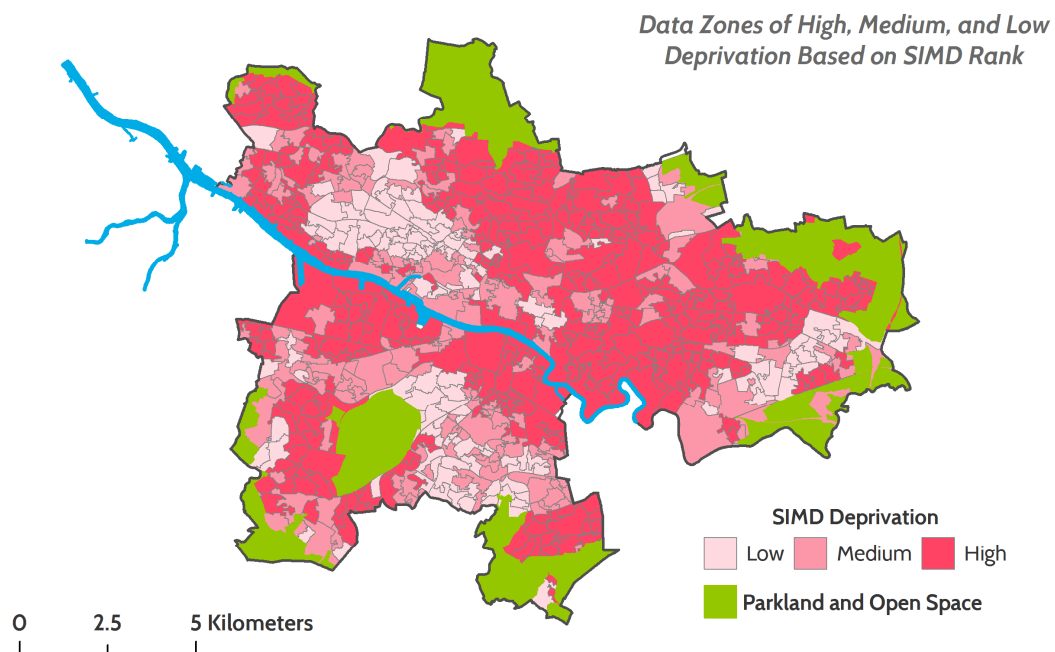 Data Zones of High, Medium, and Low
Deprivation Based on SIMD Rank
SIMD Deprivation
Low Medium High
Parkland and Open Space
0 2.5 5 Kilometers